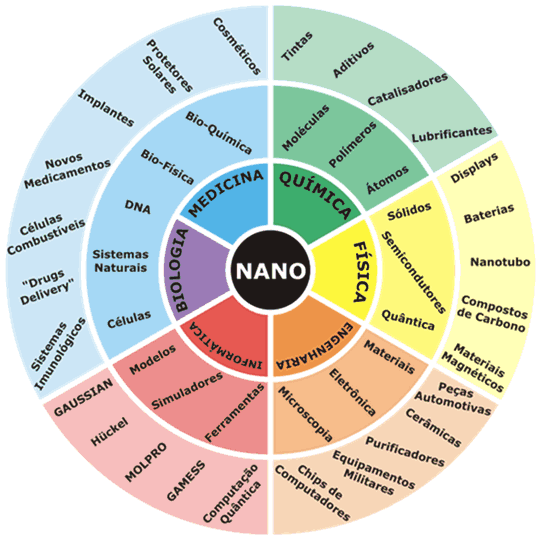 NANO
MEDICINA
QUÍMICA
FÍSICA
ENGENHARIA
INFORMÁTICA
BIOLOGIA
Bio-Química
Bio-Física
DNA
Sistemas
Naturais
Células
Moléculas
Polímeros
Átomos
Sólidos
Semicondutores
Quântica
Materiais
Eletrônica
Microscopia
Ferramentas
Simuladores
Modelos
Cosméticos
Protetores
Solares
Implantes
Novos
Medicamentos
Células
Combustíveis
"Drugs
Delivery"
Sistemas
Imunológicos
Tintas
Aditivos
Catalisadores
Lubrificantes
Displays
Baterias
Nanotubo
Compostos
de Carbono
Materiais
Magnéticos
Peças
Automotivas
Cerâmicas
Purificadores
Equipamentos
Militares
Chips de
Computadores
Computação
Quântica
GAMESS
MOLPRO
Hückel
GAUSSIAN